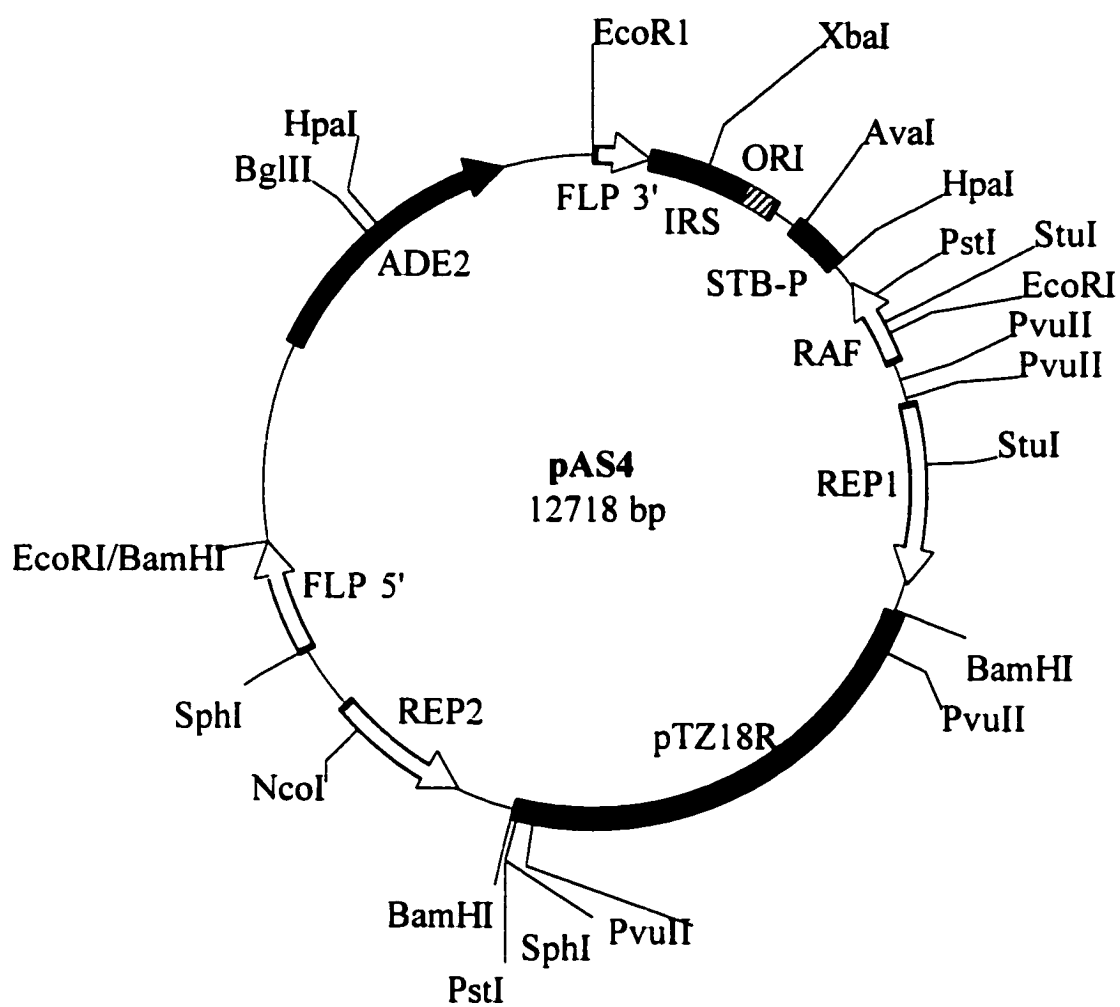 EcoR1
XbaI
HpaI
BglII
ORI
AvaI
FLP 3'
IRS
HpaI
ADE2
STB-P
PstI
StuI
EcoRI
RAF
PvuII
PvuII
pAS4
12718 bp
REP1
StuI
EcoRI/BamHI
FLP 5'
SphI
REP2
BamHI
PvuII
pTZ18R
NcoI
BamHI
SphI
PvuII
PstI